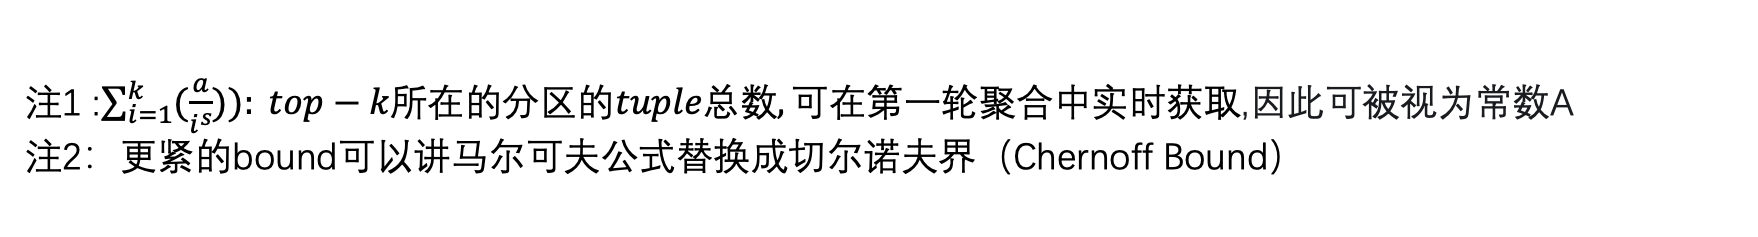 注1 :∑_{i=1}^{k}(\frac{a}{i^s})): top − k所在的分区的tuple总数, 可在第一轮聚合中实时获取,因此可被视为常数A
注2： 更紧的bound可以讲马尔可夫公式替换成切尔诺夫界（Chernoff Bound）